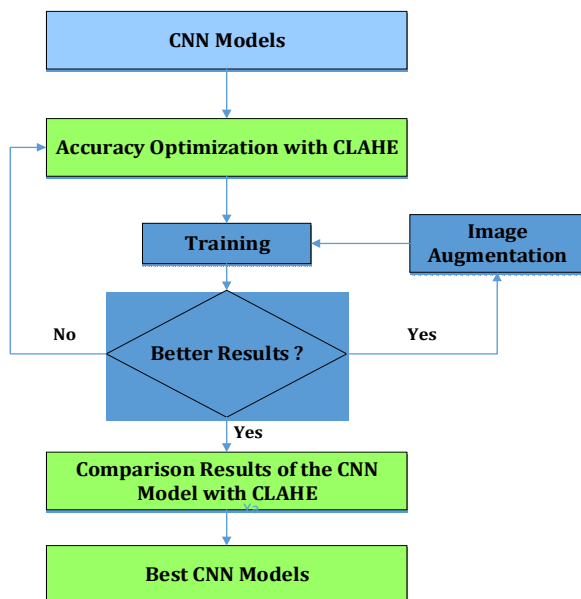 CNN Models
Accuracy Optimization with CLAHE
Training
Image
Augmentation
No
Better Results ?
Yes
Yes
Comparison Results of the CNN
Model with CLAHE
Ya
Best CNN Models